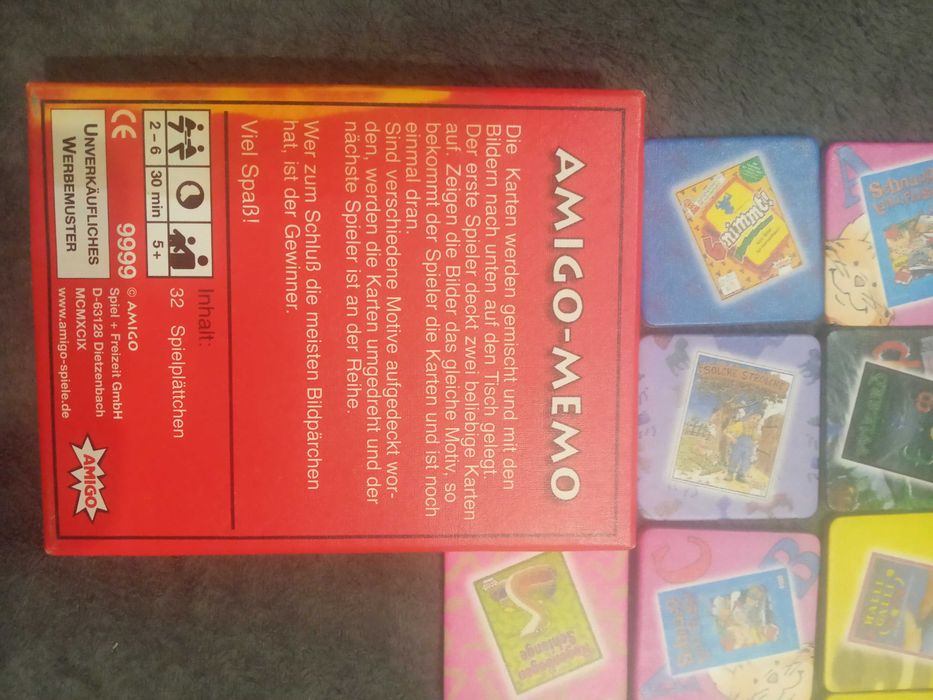 AMIGO-MEMO
Die Karten werden gemischt und mit den
Bildern nach unten auf den Tisch gelegt.
Der erste Spieler deckt zwei beliebige Karten
auf. Zeigen die Bilder das gleiche Motiv, so
bekommt der Spieler die Karten und ist noch
einmal dran.
Sind verschiedene Motive aufgedeckt wor-
den, werden die Karten umgedreht und der
nächste Spieler ist an der Reihe.
Wer zum Schluß die meisten Bildpärchen
hat, ist der Gewinner.
Viel Spaß!
2–6
30 min
5+
Inhalt:
32 Spielplättchen
CE
9999
UNVERKÄUFLICHES
WERBEMUSTER
© AMIGO
Spiel + Freizeit GmbH
D-63128 Dietzenbach
MCMXCIX
www.amigo-spiele.de
AMIGO
nimmt!
SOLCHE STROLCHE
A
C
B